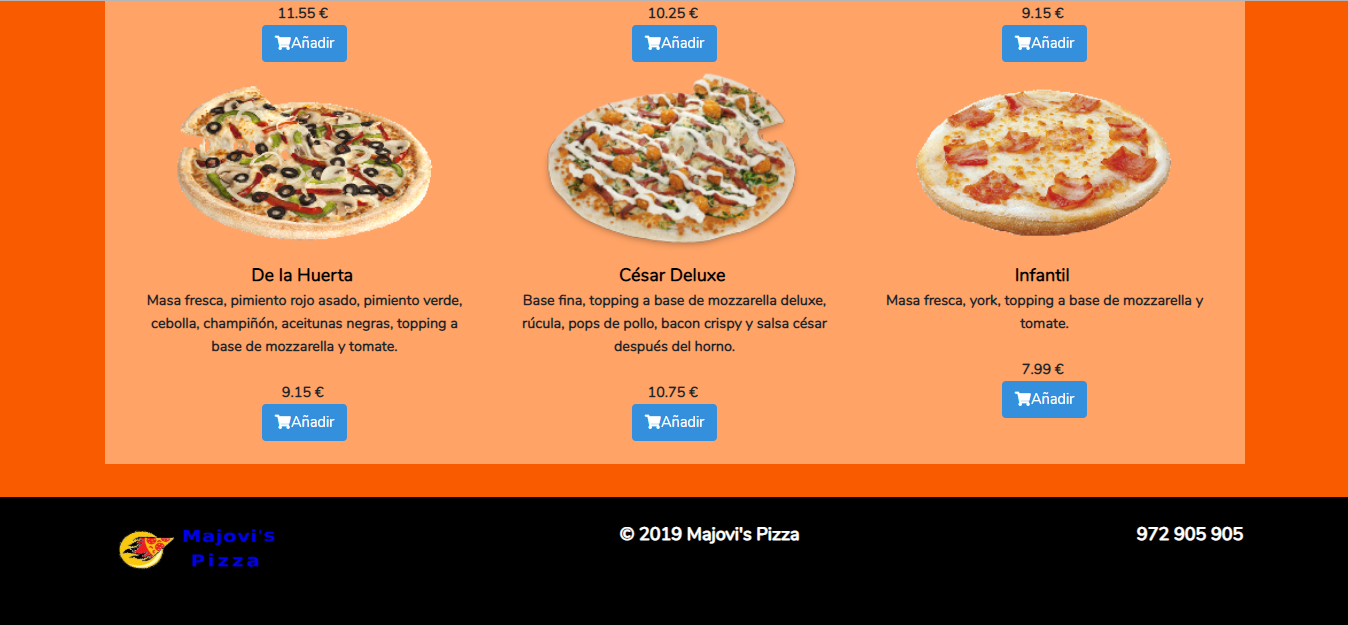 11.55 €
10.25 €
9.15 €
Añadir
Añadir
Añadir
De la Huerta
Masa fresca, pimiento rojo asado, pimiento verde,
cebolla, champiñón, aceitunas negras, topping a
base de mozzarella y tomate.
9.15 €
Añadir
César Deluxe
Base fina, topping a base de mozzarella deluxe,
rúcula, pops de pollo, bacon crispy y salsa césar
después del horno.
10.75 €
Añadir
Infantil
Masa fresca, york, topping a base de mozzarella y
tomate.
7.99 €
Añadir
Majovi's
Pizza
© 2019 Majovi's Pizza
972 905 905